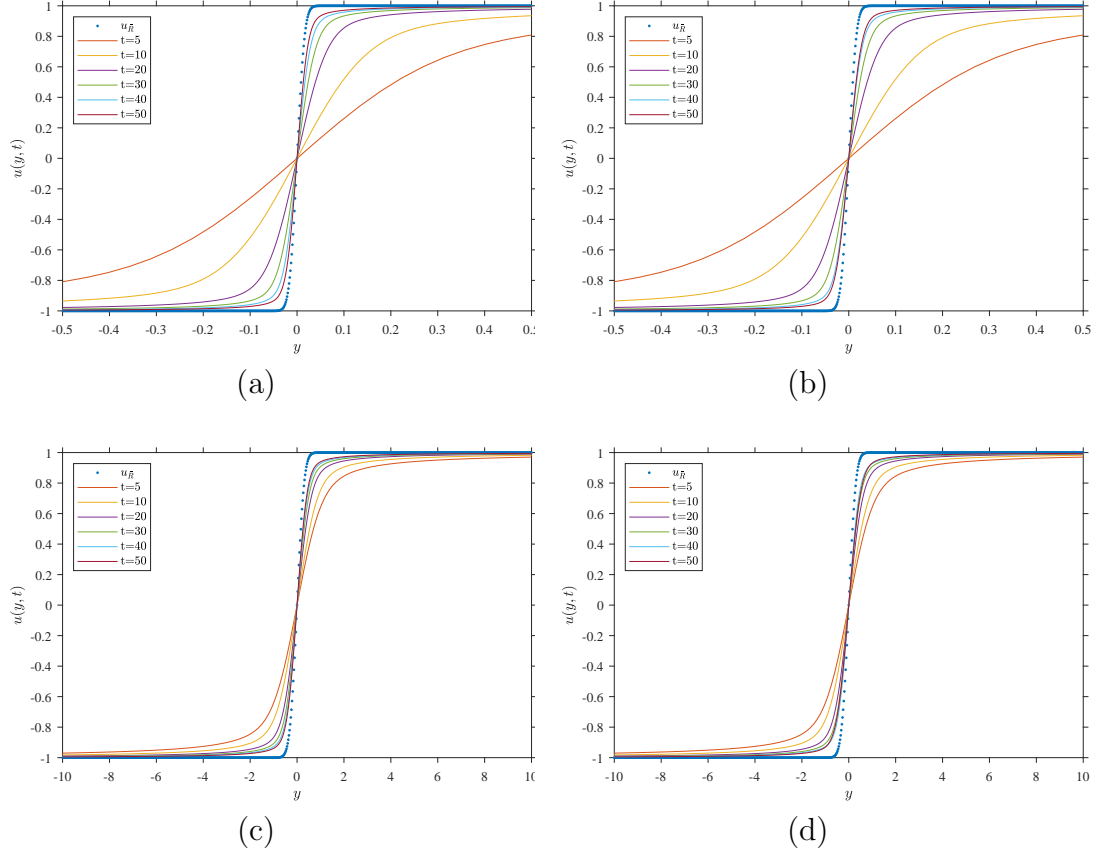 1
0.8
0.6
0.4
0.2
0
-0.2
-0.4
-0.6
-0.8
-1
u(y,t)
u_R̃
t=5
t=10
t=20
t=30
t=40
t=50
-0.5 -0.4 -0.3 -0.2 -0.1 0 0.1 0.2 0.3 0.4 0.5
y
(a)
1
0.8
0.6
0.4
0.2
0
-0.2
-0.4
-0.6
-0.8
-1
u(y,t)
u_R̃
t=5
t=10
t=20
t=30
t=40
t=50
-0.5 -0.4 -0.3 -0.2 -0.1 0 0.1 0.2 0.3 0.4 0.5
y
(b)
1
0.8
0.6
0.4
0.2
0
-0.2
-0.4
-0.6
-0.8
-1
u(y,t)
u_R̃
t=5
t=10
t=20
t=30
t=40
t=50
-10 -8 -6 -4 -2 0 2 4 6 8 10
y
(c)
1
0.8
0.6
0.4
0.2
0
-0.2
-0.4
-0.6
-0.8
-1
u(y,t)
u_R̃
t=5
t=10
t=20
t=30
t=40
t=50
-10 -8 -6 -4 -2 0 2 4 6 8 10
y
(d)